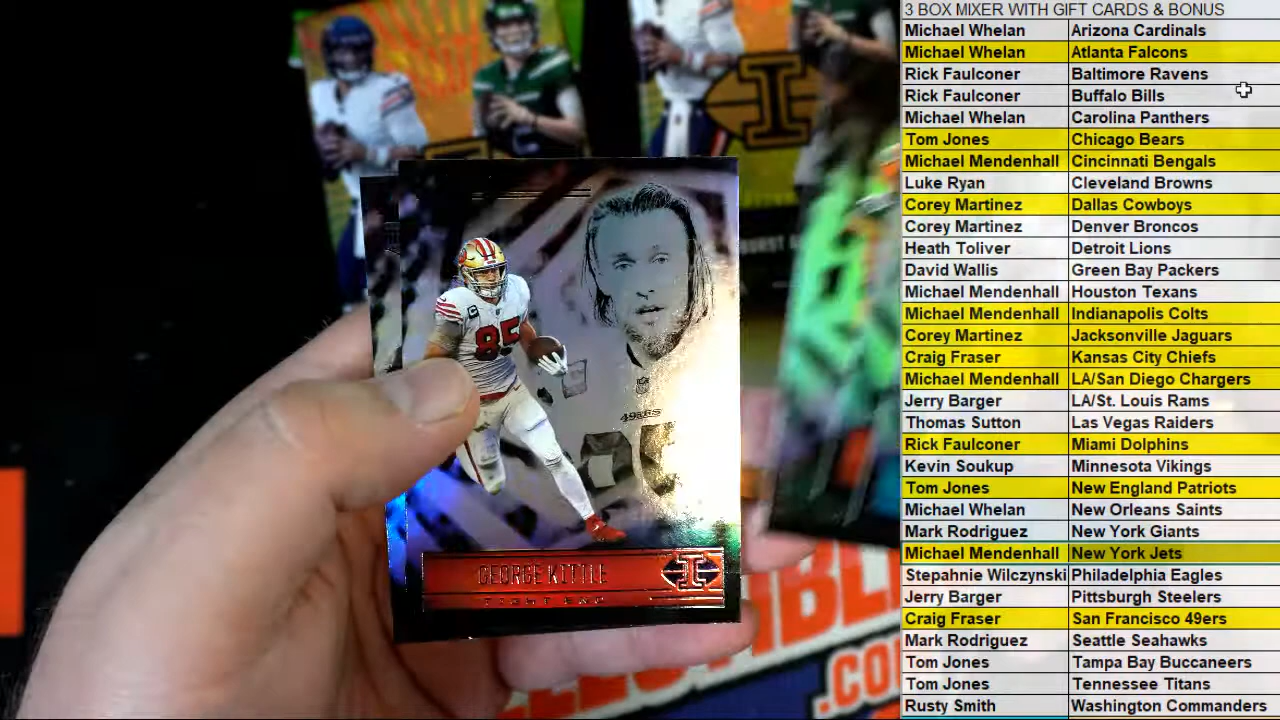 3 BOX MIXER WITH GIFT CARDS & BONUS
Michael Whelan Arizona Cardinals
Michael Whelan Atlanta Falcons
Rick Faulconer Baltimore Ravens
Rick Faulconer Buffalo Bills
Michael Whelan Carolina Panthers
Tom Jones Chicago Bears
Michael Mendenhall Cincinnati Bengals
Luke Ryan Cleveland Browns
Corey Martinez Dallas Cowboys
Corey Martinez Denver Broncos
Heath Toliver Detroit Lions
David Wallis Green Bay Packers
Michael Mendenhall Houston Texans
Michael Mendenhall Indianapolis Colts
Corey Martinez Jacksonville Jaguars
Craig Fraser Kansas City Chiefs
Michael Mendenhall LA/San Diego Chargers
Jerry Barger LA/St. Louis Rams
Thomas Sutton Las Vegas Raiders
Rick Faulconer Miami Dolphins
Kevin Soukup Minnesota Vikings
Tom Jones New England Patriots
Michael Whelan New Orleans Saints
Mark Rodriguez New York Giants
Michael Mendenhall New York Jets
Stepahnie Wilczynski Philadelphia Eagles
Jerry Barger Pittsburgh Steelers
Craig Fraser San Francisco 49ers
Mark Rodriguez Seattle Seahawks
Tom Jones Tampa Bay Buccaneers
Tom Jones Tennessee Titans
Rusty Smith Washington Commanders
85
49ERS
GEORGE KITTLE
TIGHT END
.CO